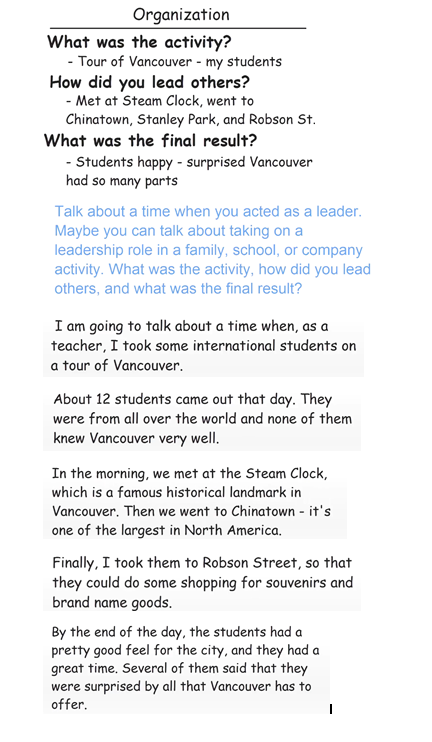 Organization
What was the activity?
- Tour of Vancouver - my students
How did you lead others?
- Met at Steam Clock, went to
Chinatown, Stanley Park, and Robson St.
What was the final result?
- Students happy - surprised Vancouver
had so many parts
Talk about a time when you acted as a leader.
Maybe you can talk about taking on a
leadership role in a family, school, or company
activity. What was the activity, how did you lead
others, and what was the final result?
I am going to talk about a time when, as a
teacher, I took some international students on
a tour of Vancouver.
About 12 students came out that day. They
were from all over the world and none of them
knew Vancouver very well.
In the morning, we met at the Steam Clock,
which is a famous historical landmark in
Vancouver. Then we went to Chinatown - it's
one of the largest in North America.
Finally, I took them to Robson Street, so that
they could do some shopping for souvenirs and
brand name goods.
By the end of the day, the students had a
pretty good feel for the city, and they had a
great time. Several of them said that they
were surprised by all that Vancouver has to
offer.